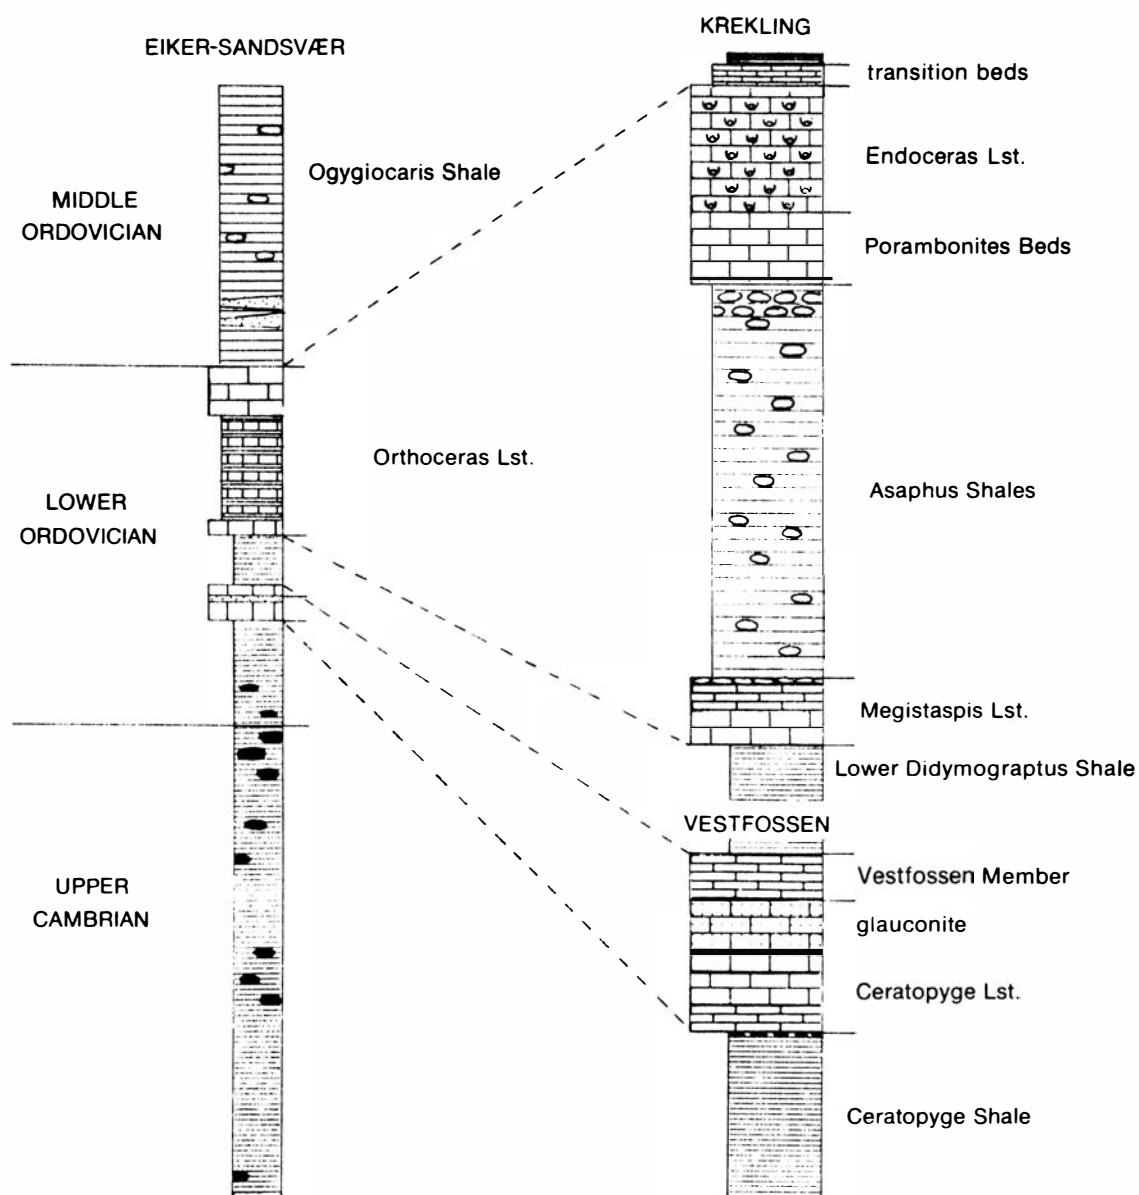 EIKER-SANDSVÆR
MIDDLE
ORDOVICIAN
Ogygiocaris Shale
LOWER
ORDOVICIAN
Orthoceras Lst.
UPPER
CAMBRIAN
KREKLING
transition beds
Endoceras Lst.
Porambonites Beds
Asaphus Shales
Megistaspis Lst.
Lower Didymograptus Shale
VESTFOSSEN
Vestfossen Member
glauconite
Ceratopyge Lst.
Ceratopyge Shale